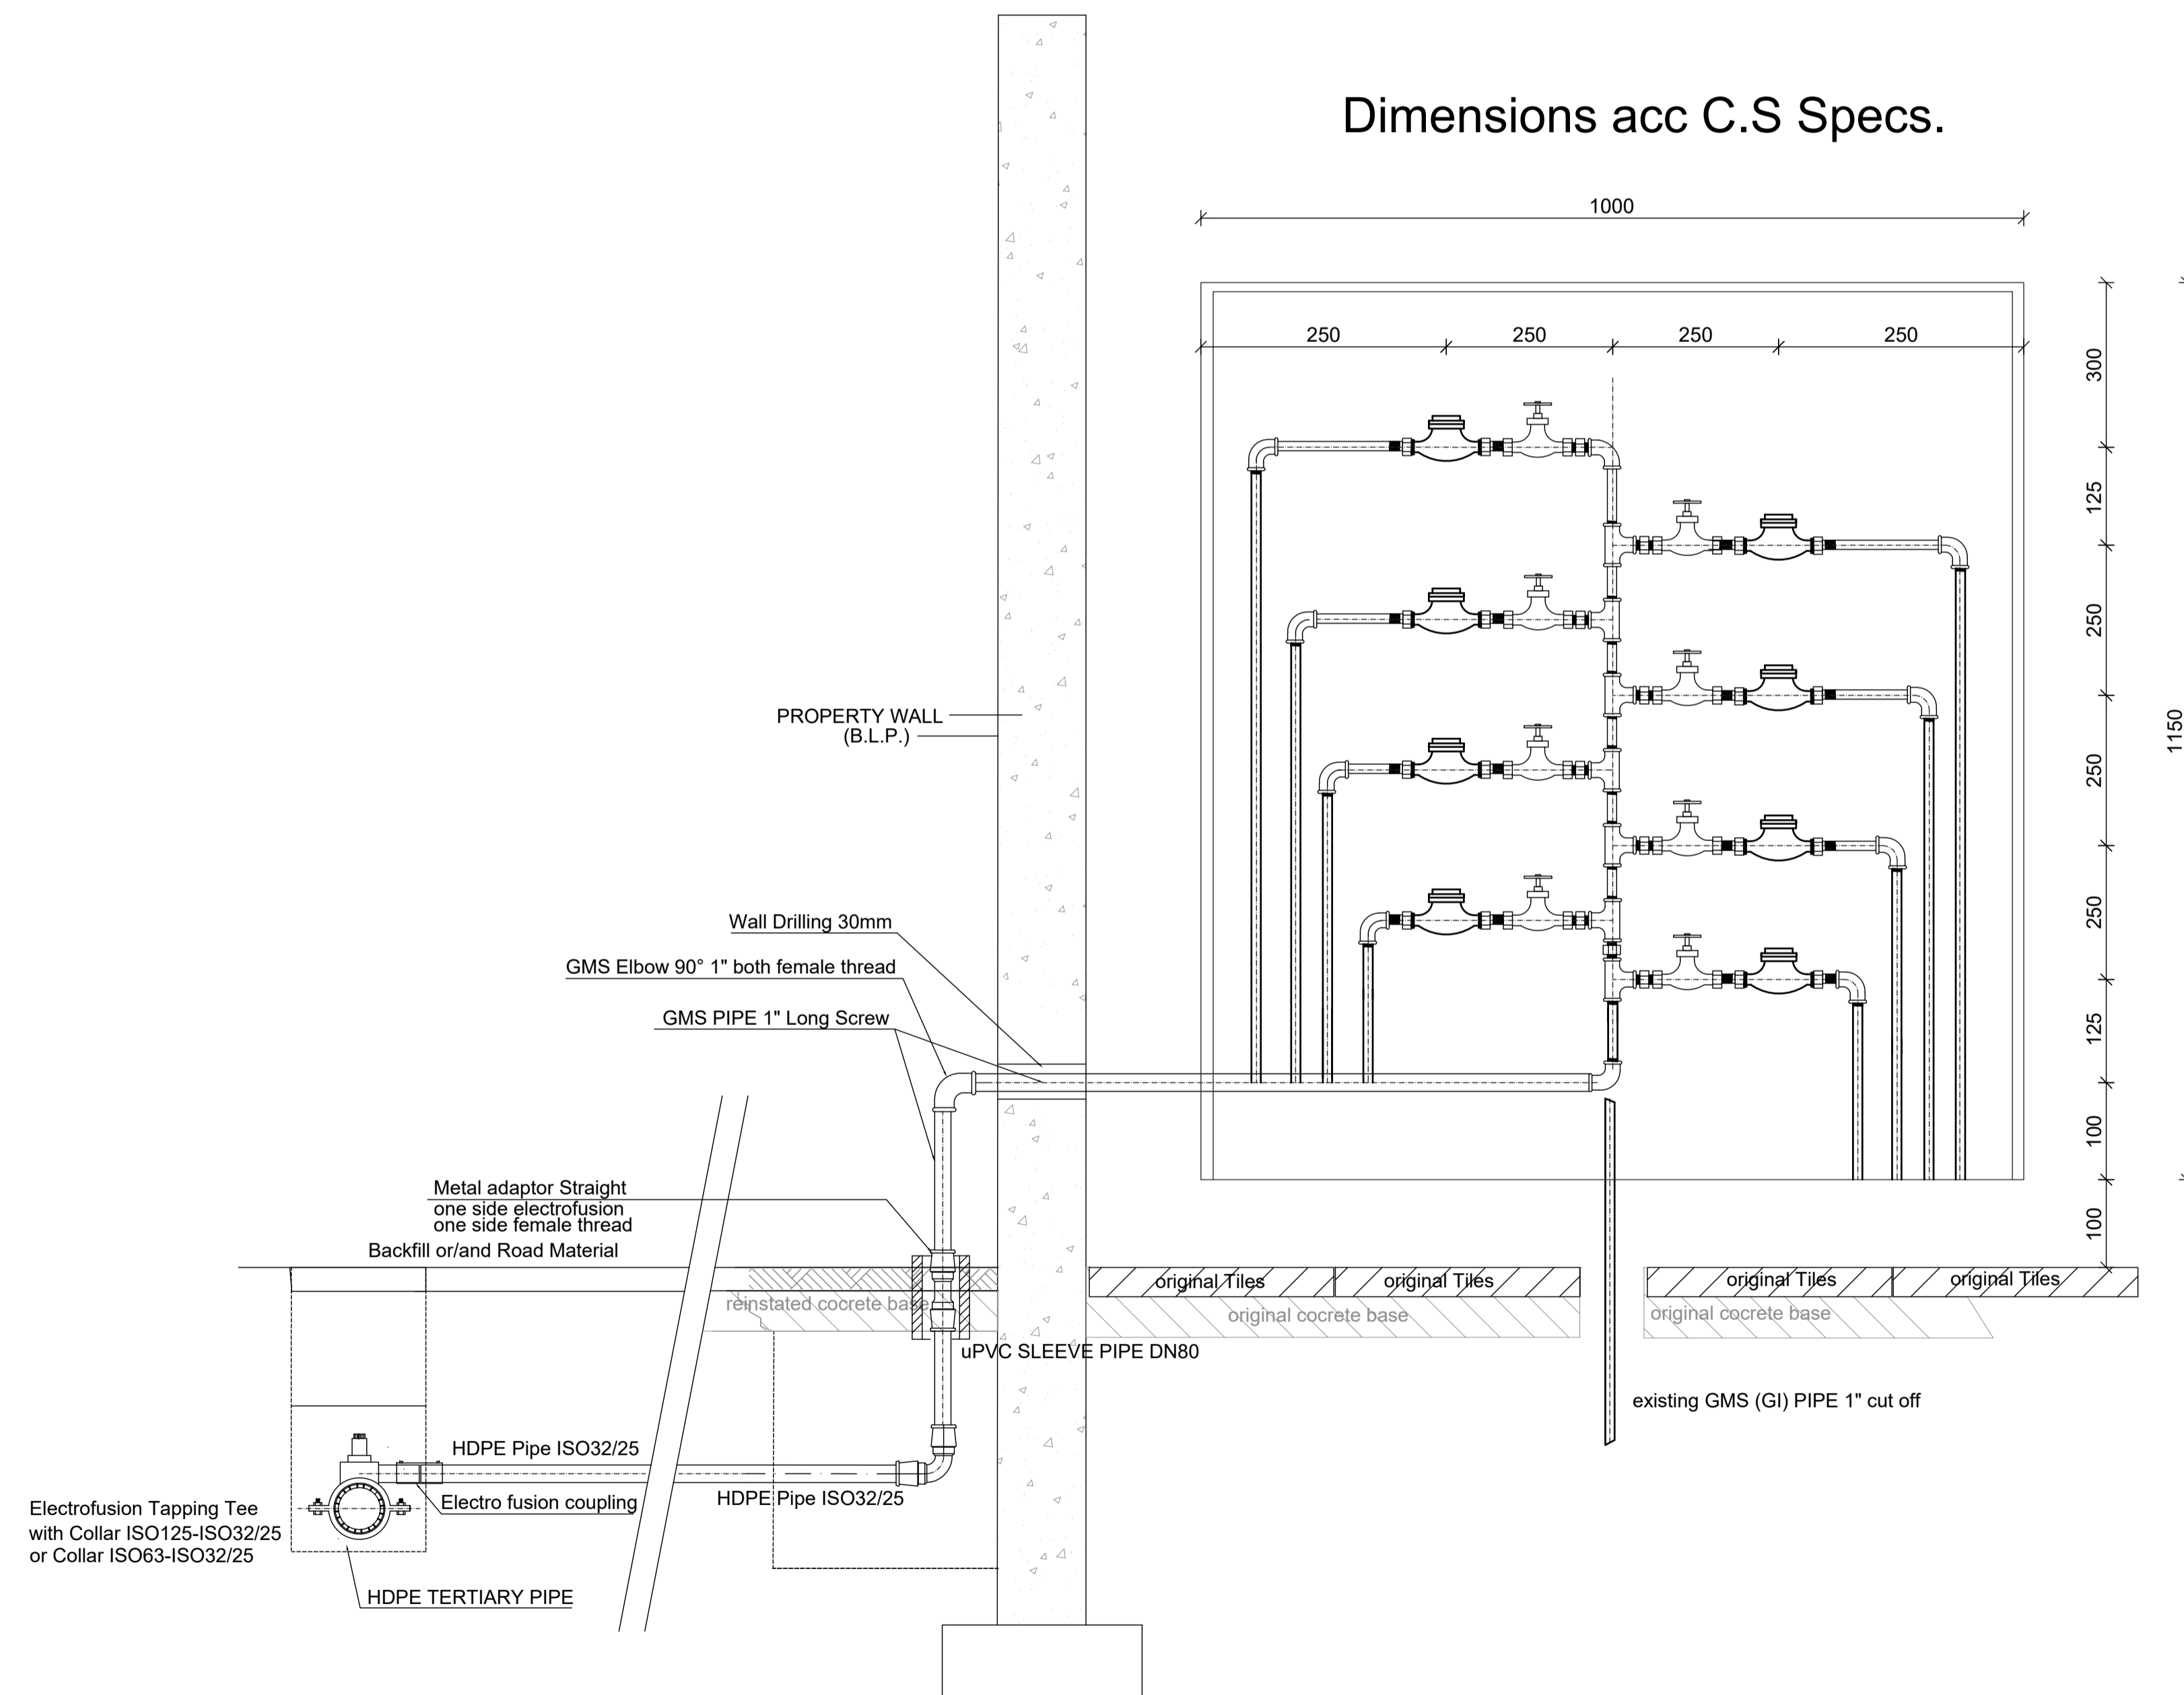 Dimensions acc C.S Specs.
1000
250
250
250
250
300
125
250
250
250
125
100
100
1150
PROPERTY WALL
(B.L.P.)
Wall Drilling 30mm
GMS Elbow 90° 1" both female thread
GMS PIPE 1" Long Screw
Metal adaptor Straight
one side electrofusion
one side female thread
Backfill or/and Road Material
reinstated cocrete base
original Tiles
original Tiles
original Tiles
original Tiles
original cocrete base
original cocrete base
uPVC SLEEVE PIPE DN80
existing GMS (GI) PIPE 1" cut off
HDPE Pipe ISO32/25
HDPE Pipe ISO32/25
Electro fusion coupling
Electrofusion Tapping Tee
with Collar ISO125-ISO32/25
or Collar ISO63-ISO32/25
HDPE TERTIARY PIPE